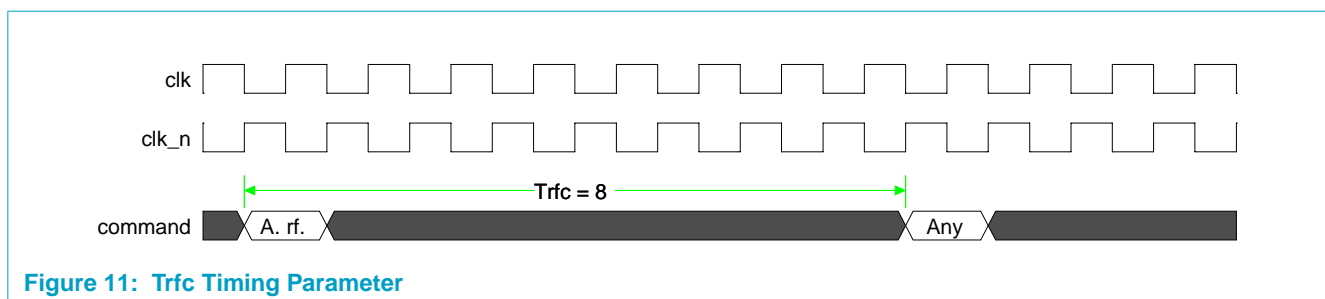 clk
clk_n
Trfc = 8
command A. rf. Any
Figure 11: Trfc Timing Parameter